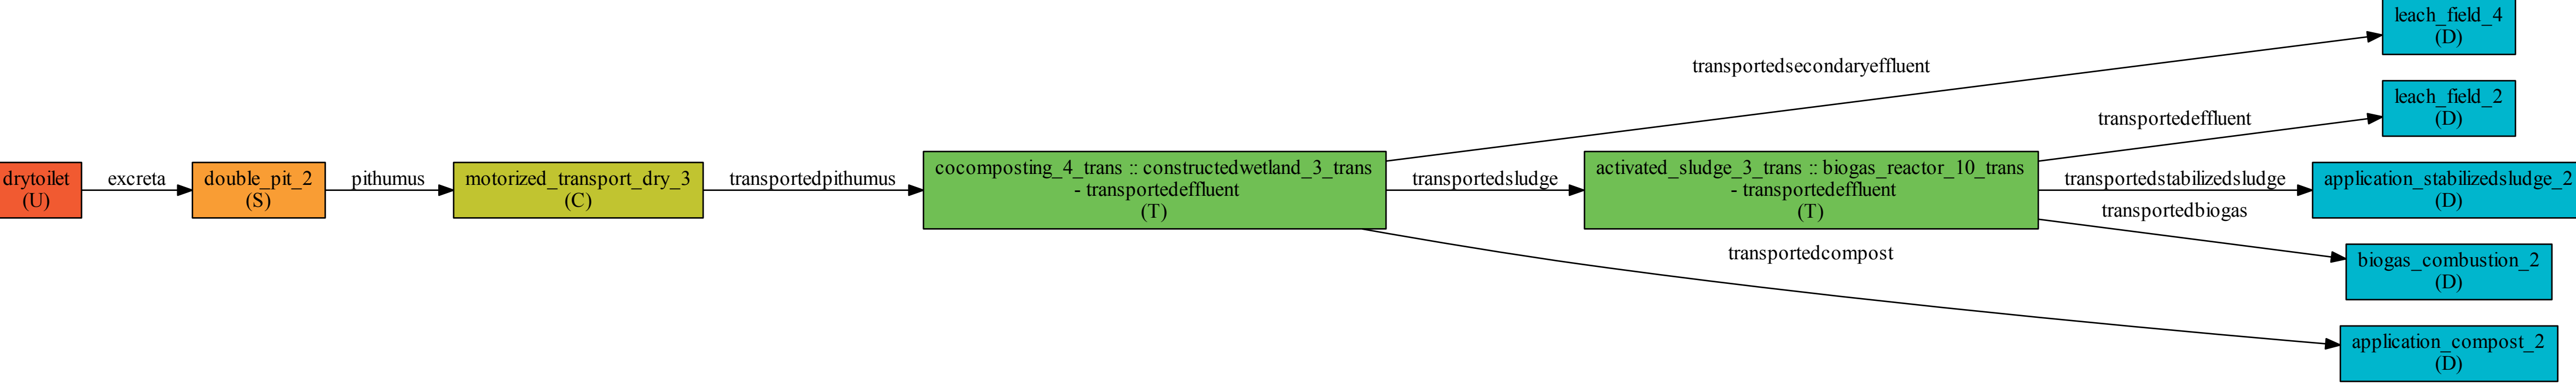 drytoilet
(U)
excreta
double_pit_2
(S)
pithumus
motorized_transport_dry_3
(C)
transportedpithumus
cocomposting_4_trans :: constructedwetland_3_trans
- transportedeffluent
(T)
transportedsecondaryeffluent
transportedsludge
transportedcompost
activated_sludge_3_trans :: biogas_reactor_10_trans
- transportedeffluent
(T)
transportedeffluent
transportedstabilizedsludge
transportedbiogas
leach_field_4
(D)
leach_field_2
(D)
application_stabilizedsludge_2
(D)
biogas_combustion_2
(D)
application_compost_2
(D)